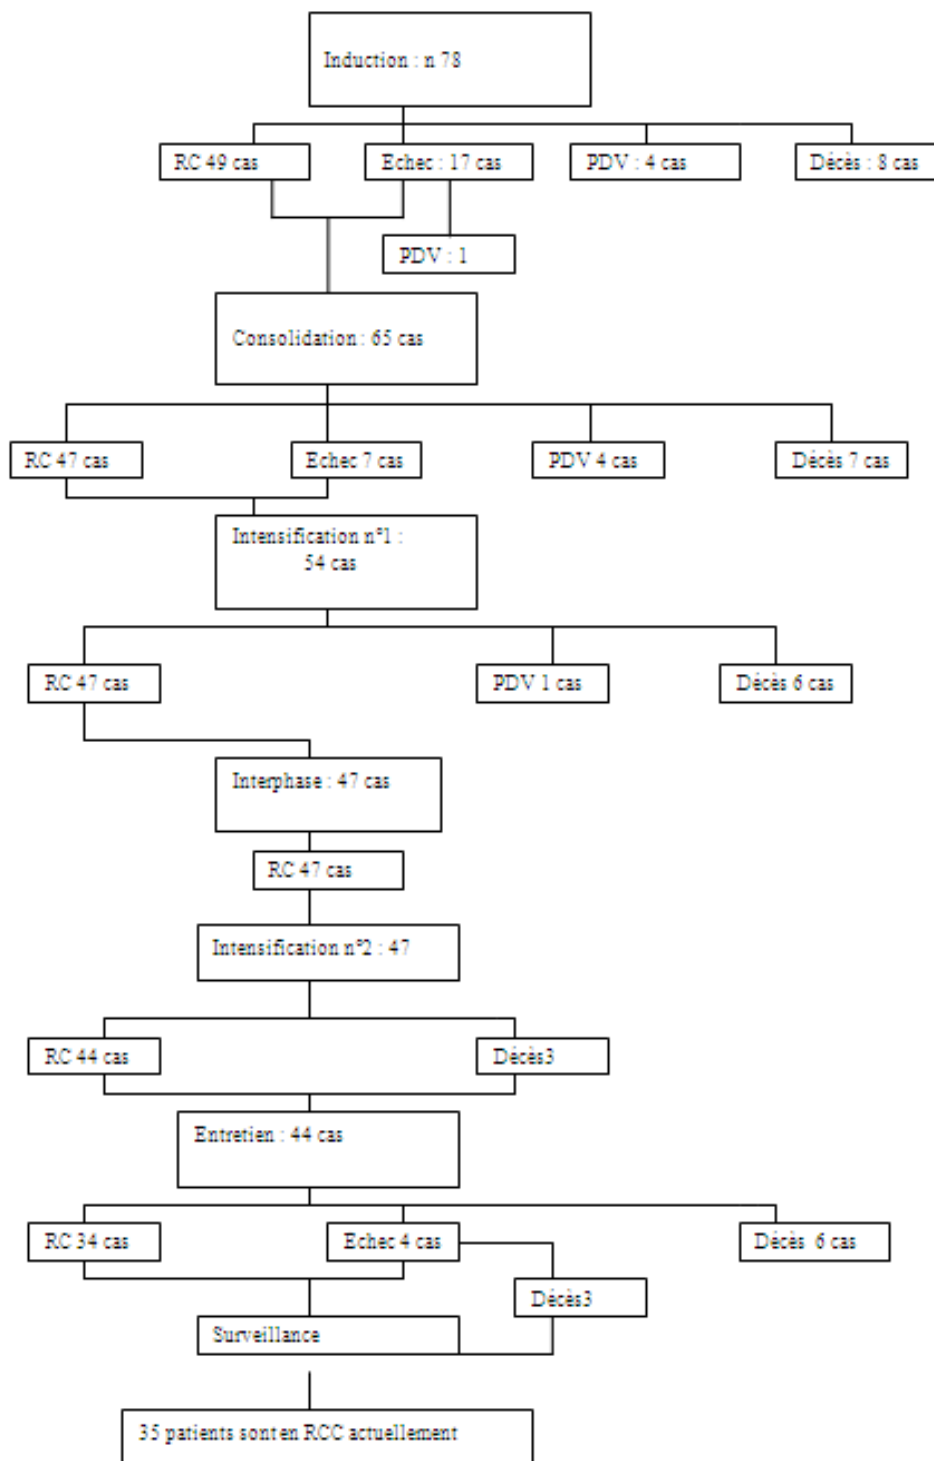 Induction : n 78
RC 49 cas
Echec : 17 cas
PDV : 4 cas
Décès : 8 cas
PDV : 1
Consolidation : 65 cas
RC 47 cas
Echec 7 cas
PDV 4 cas
Décès 7 cas
Intensification n°1 :
54 cas
RC 47 cas
PDV 1 cas
Décès 6 cas
Interphase : 47 cas
RC 47 cas
Intensification n°2 : 47
RC 44 cas
Décès3
Entretien : 44 cas
RC 34 cas
Echec 4 cas
Décès 6 cas
Décès3
Surveillance
35 patients sont en RCC actuellement